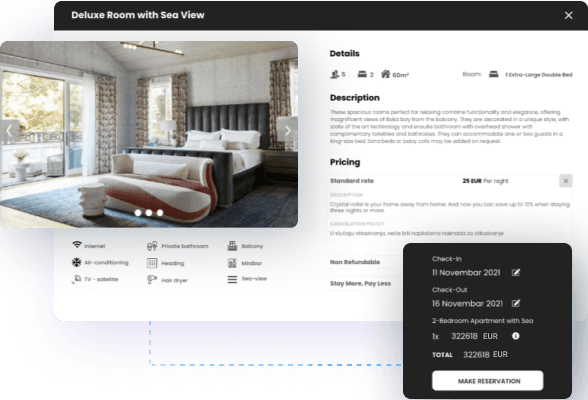 Deluxe Room with Sea View
Details
5 2 60m²
Room: 1 Extra-Large Double Bed
Description
These spacious rooms perfect for relaxing combine functionality and elegance, offering
magnificent views of Boka bay from the balcony. They are decorated in a unique style, with
state of the art technology and ensuite bathroom with overhead shower with
complimentary toiletries and bathrobes. They can accommodate one or two guests in a
king-size bed. Extra beds or baby cots may be added on request.
Pricing
Standard rate 25 EUR Per night
DESCRIPTION
Crystal Hotel is your home away from home. And now you can save up to 10% when staying
three nights or more.
CANCELATION POLICY
U slučaju otkazivanja, neće biti naplaćena naknada za otkazivanje
Non Refundable
Stay More, Pay Less
Internet
Private bathroom
Balcony
Air-conditioning
Heading
Minibar
TV - satellite
Hair dryer
Sea-view
Check-In
11 Novembar 2021
Check-Out
16 Novembar 2021
2-Bedroom Apartment with Sea
1x 322618 EUR
TOTAL 322618 EUR
MAKE RESERVATION